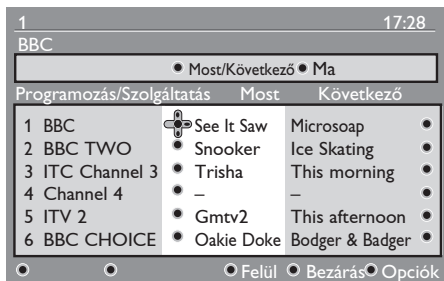 1 17:28
BBC
Most/Következő Ma
Programozás/Szolgáltatás Most Következő
1 BBC See It Saw Microsoap
2 BBC TWO Snooker Ice Skating
3 ITC Channel 3 Trisha This morning
4 Channel 4 – –
5 ITV 2 Gmtv2 This afternoon
6 BBC CHOICE Oakie Doke Bodger & Badger
Felül Bezárás Opciók